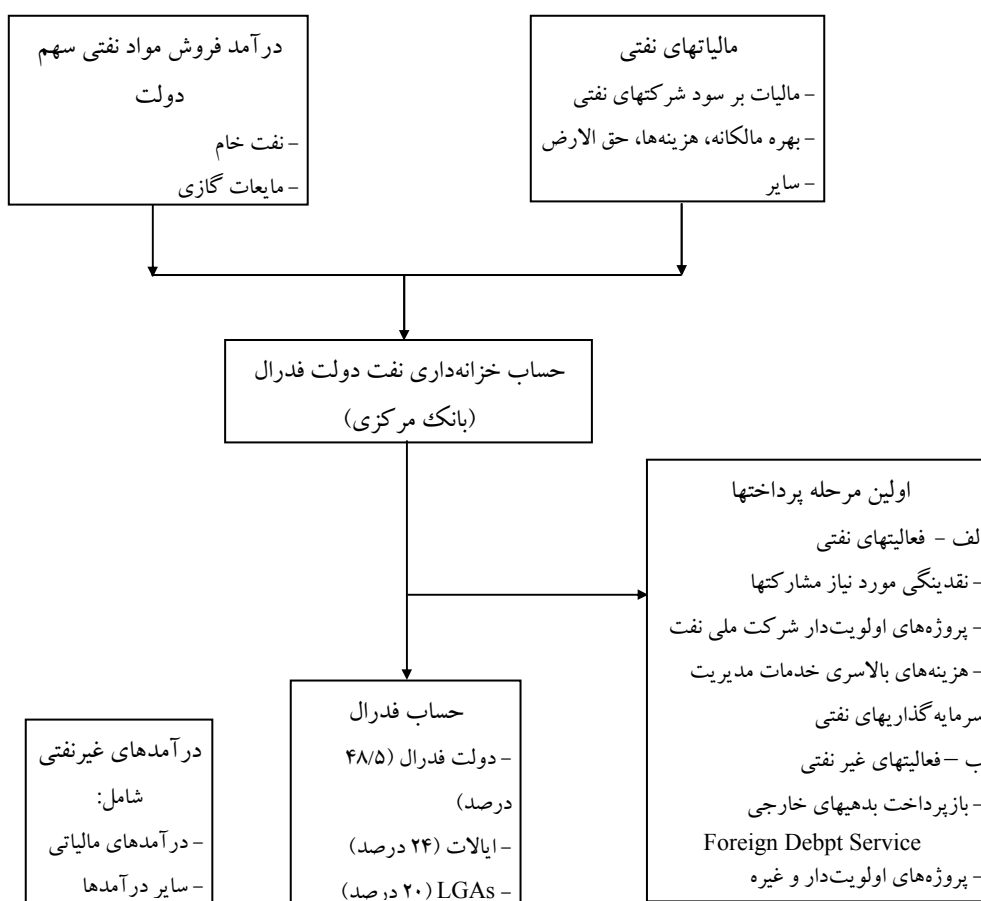 مالیاتهای نفتی
- مالیات بر سود شرکتهای نفتی
- بهره مالکانه، هزینه‌ها، حق الارض
- سایر
درآمد فروش مواد نفتی سهم
دولت
- نفت خام
- مایعات گازی
حساب خزانه‌داری نفت دولت فدرال
(بانک مرکزی)
اولین مرحله پرداختها
الف - فعالیتهای نفتی
- نقدینگی مورد نیاز مشارکتها
- پروژه‌های اولویت‌دار شرکت ملی نفت
- هزینه‌های بالاسری خدمات مدیریت
سرمایه‌گذاریهای نفتی
ب – فعالیتهای غیر نفتی
- بازپرداخت بدهیهای خارجی
Foreign Debpt Service
- پروژه‌های اولویت‌دار و غیره
حساب فدرال
- دولت فدرال (۴۸/۵
درصد)
- ایالات (۲۴ درصد)
- LGAs (۲۰ درصد)
درآمدهای غیرنفتی
شامل:
- درآمدهای مالیاتی
- سایر درآمدها